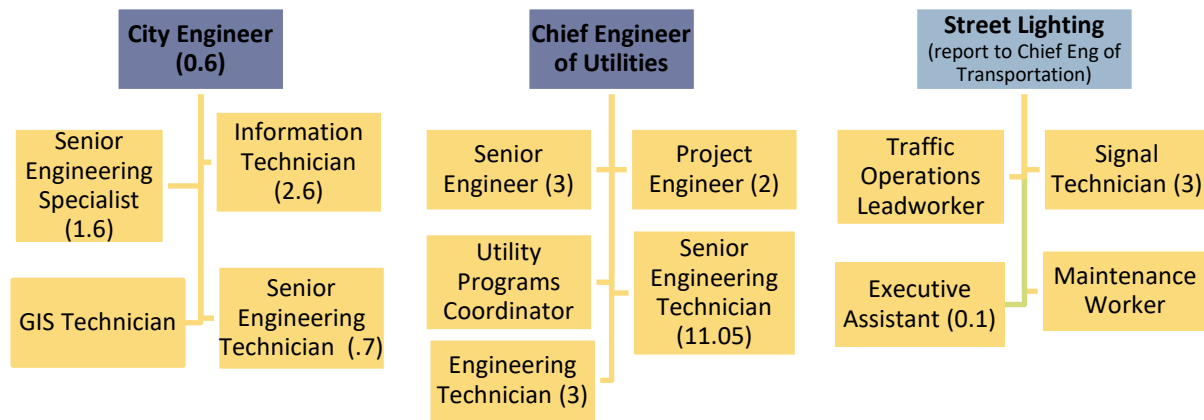 City Engineer
(0.6)
Senior
Engineering
Specialist
(1.6)
Information
Technician
(2.6)
GIS Technician
Senior
Engineering
Technician (.7)
Chief Engineer
of Utilities
Senior
Engineer (3)
Project
Engineer (2)
Utility
Programs
Coordinator
Senior
Engineering
Technician
(11.05)
Engineering
Technician (3)
Street Lighting
(report to Chief Eng of
Transportation)
Traffic
Operations
Leadworker
Signal
Technician (3)
Executive
Assistant (0.1)
Maintenance
Worker